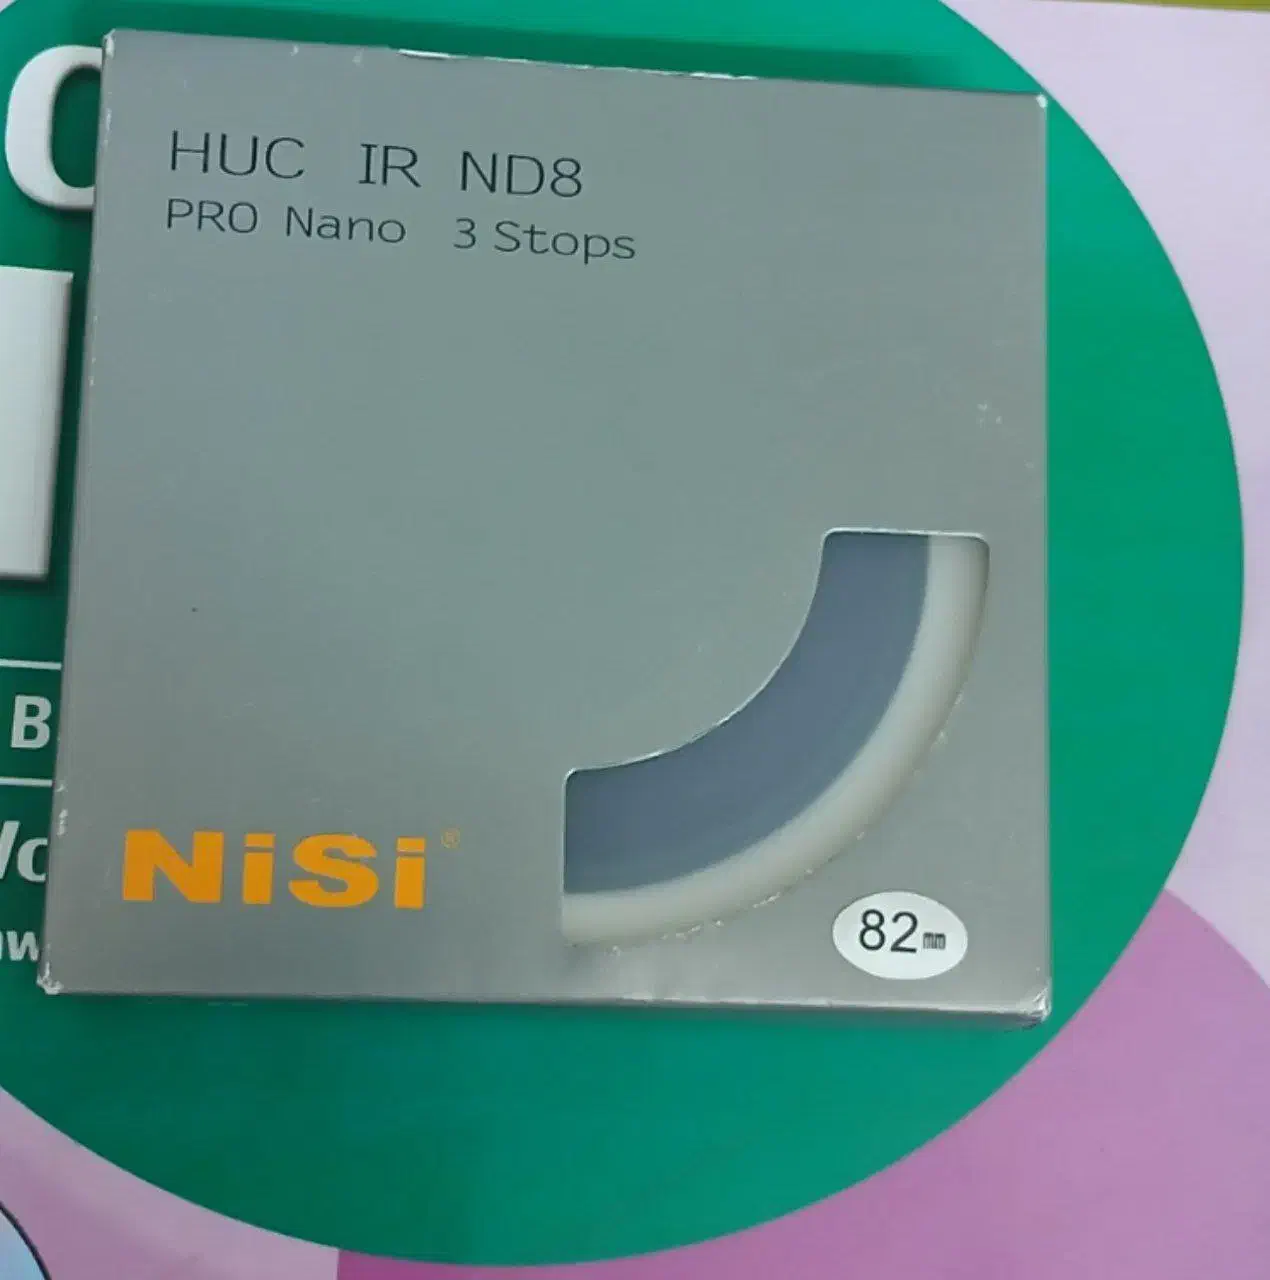 HUC IR ND8
PRO Nano 3 Stops
B
NiSi®
82mm